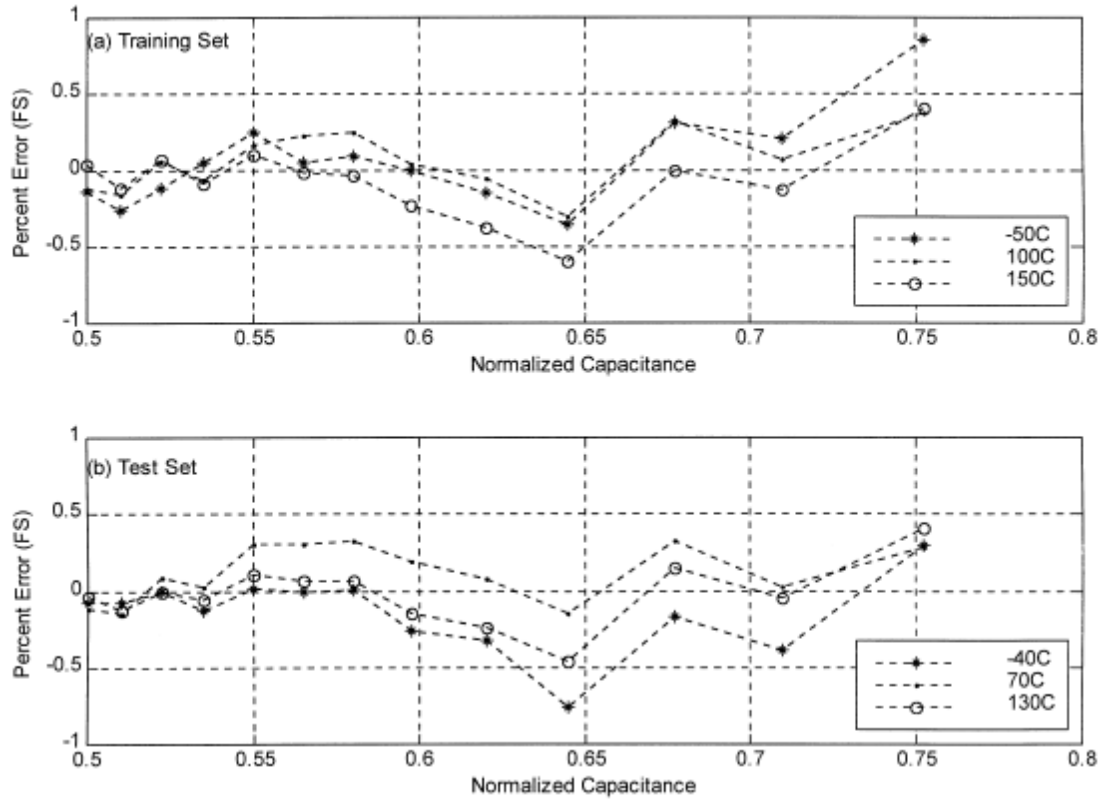 1
(a) Training Set
0.5
0
-0.5
-1
Percent Error (FS)
-50C
100C
150C
0.5 0.55 0.6 0.65 0.7 0.75 0.8
Normalized Capacitance
1
(b) Test Set
0.5
0
-0.5
-1
Percent Error (FS)
-40C
70C
130C
0.5 0.55 0.6 0.65 0.7 0.75 0.8
Normalized Capacitance